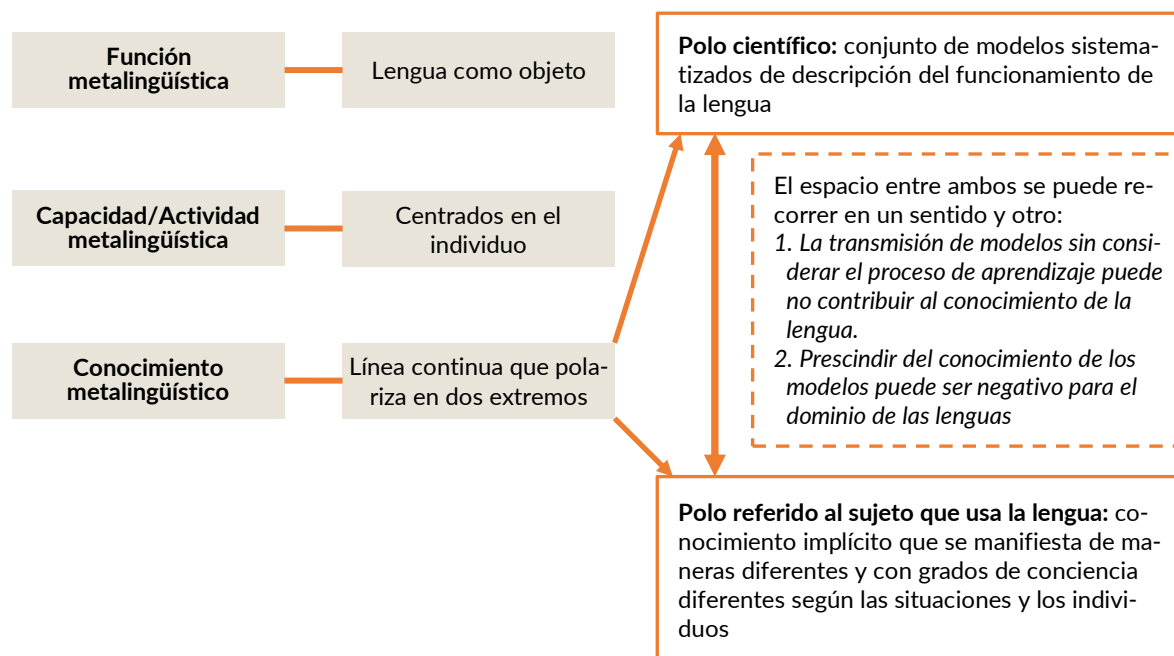 Función
metalingüística
Lengua como objeto
Capacidad/Actividad
metalingüística
Centrados en el
individuo
Conocimiento
metalingüístico
Línea continua que pola-
riza en dos extremos
Polo científico: conjunto de modelos sistema-
tizados de descripción del funcionamiento de
la lengua
El espacio entre ambos se puede re-
correr en un sentido y otro:
1. La transmisión de modelos sin consi-
derar el proceso de aprendizaje puede
no contribuir al conocimiento de la
lengua.
2. Prescindir del conocimiento de los
modelos puede ser negativo para el
dominio de las lenguas
Polo referido al sujeto que usa la lengua: co-
nocimiento implícito que se manifiesta de ma-
neras diferentes y con grados de conciencia
diferentes según las situaciones y los indivi-
duos